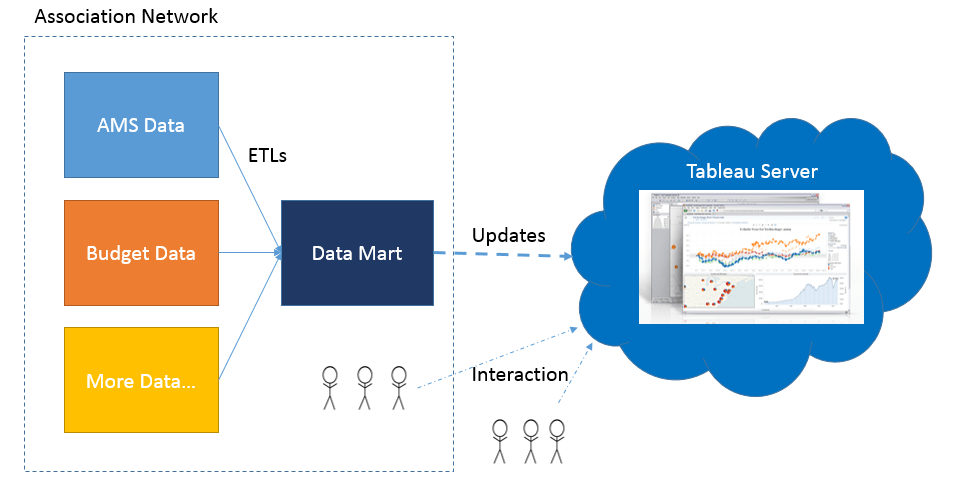 Association Network
AMS Data
ETLs
Budget Data
Data Mart
More Data...
Updates
Interaction
Tableau Server